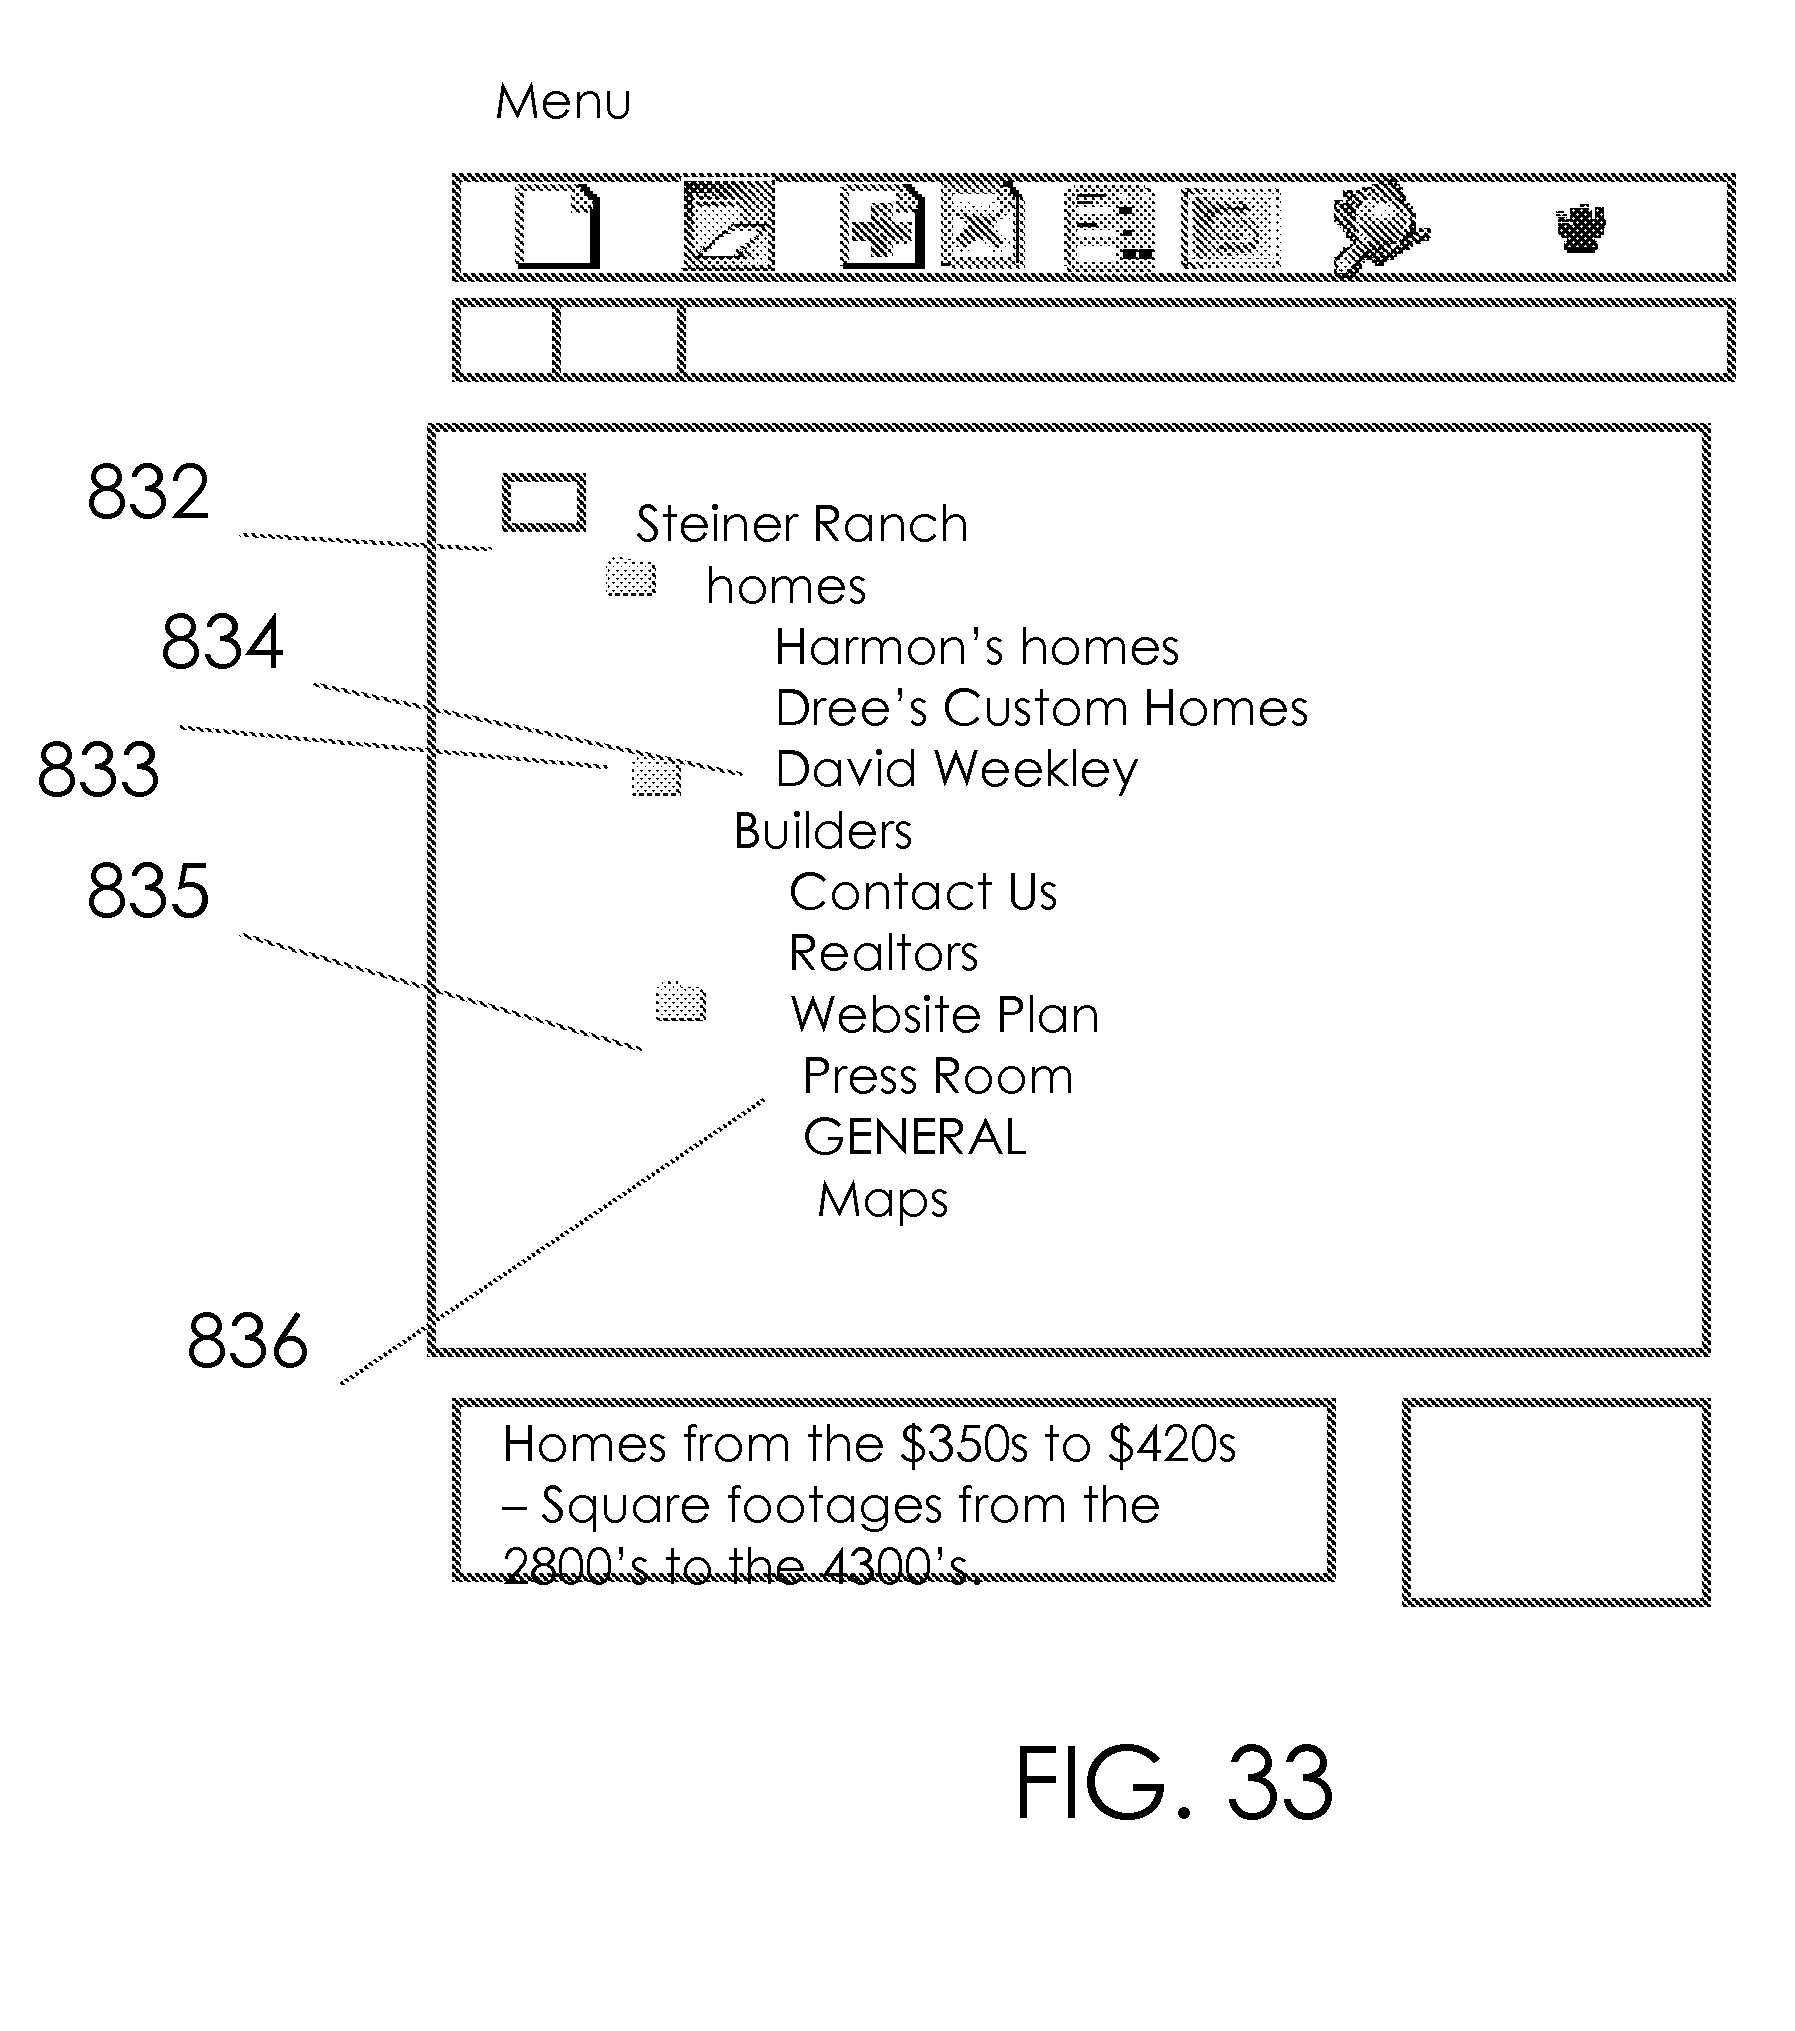 Menu
832
Steiner Ranch
homes
834
Harmon’s homes
Dree’s Custom Homes
833
David Weekley
Builders
835
Contact Us
Realtors
Website Plan
Press Room
GENERAL
Maps
836
Homes from the $350s to $420s
– Square footages from the
2800’s to the 4300’s.
FIG. 33